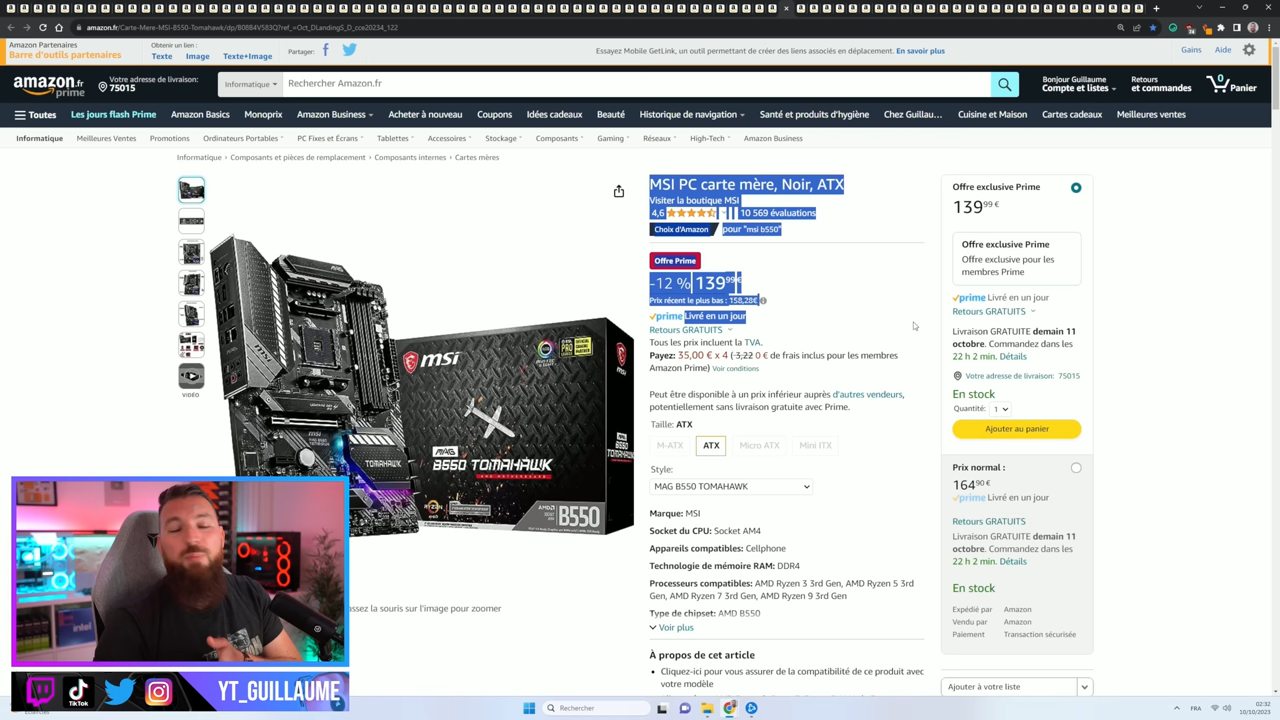 amazon.fr/Carte-Mere-MSI-B550-Tomahawk/dp/B08B4V583Q?ref_=Oct_DLandingS_D_cce20234_122
Amazon Partenaires
Barre d'outils partenaires
Obtenir un lien :
Texte Image Texte+Image
Partager:
Essayez Mobile GetLink, un outil permettant de créer des liens associés en déplacement. En savoir plus
Gains Aide
amazon prime
Votre adresse de livraison:
75015
Informatique
Rechercher Amazon.fr
Bonjour Guillaume
Compte et listes
Retours
et commandes
0
Panier
Toutes Les jours flash Prime Amazon Basics Monoprix Amazon Business Acheter à nouveau Coupons Idées cadeaux Beauté Historique de navigation Santé et produits d'hygiène Chez Guillau... Cuisine et Maison Cartes cadeaux Meilleures ventes
Informatique Meilleures Ventes Promotions Ordinateurs Portables PC Fixes et Écrans Tablettes Accessoires Stockage Composants Gaming Réseaux High-Tech Amazon Business
Informatique › Composants et pièces de remplacement › Composants internes › Cartes mères
MSI PC carte mère, Noir, ATX
Visiter la boutique MSI
4,6 10 569 évaluations
Choix d'Amazon pour "msi b550"
Offre Prime
-12 % 139,99€
Prix récent le plus bas : 158,28€
prime Livré en un jour
Retours GRATUITS
Tous les prix incluent la TVA.
Payez: 35,00 € x 4 (3,22 0 € de frais inclus pour les membres
Amazon Prime) Voir conditions
Peut être disponible à un prix inférieur auprès d'autres vendeurs,
potentiellement sans livraison gratuite avec Prime.
Taille: ATX
M-ATX ATX Micro ATX Mini ITX
Style:
MAG B550 TOMAHAWK
Marque: MSI
Socket du CPU: Socket AM4
Appareils compatibles: Cellphone
Technologie de mémoire RAM: DDR4
Processeurs compatibles: AMD Ryzen 3 3rd Gen, AMD Ryzen 5 3rd
Gen, AMD Ryzen 7 3rd Gen, AMD Ryzen 9 3rd Gen
Type de chipset: AMD B550
Voir plus
À propos de cet article
• Cliquez-ici pour vous assurer de la compatibilité de ce produit avec
votre modèle
Offre exclusive Prime
139,99 €
Offre exclusive Prime
Offre exclusive pour les
membres Prime
prime Livré en un jour
Retours GRATUITS
Livraison GRATUITE demain 11
octobre. Commandez dans les
22 h 2 min. Détails
Votre adresse de livraison: 75015
En stock
Quantité: 1
Ajouter au panier
Prix normal :
164,90 €
prime Livré en un jour
Retours GRATUITS
Livraison GRATUITE demain 11
octobre. Commandez dans les
22 h 2 min. Détails
En stock
Expédié par Amazon
Vendu par Amazon
Paiement Transaction sécurisée
Ajouter à votre liste
VIDÉO
msi
MAG
B550 TOMAHAWK
TOMAHAWK
B550
ssez la souris sur l'image pour zoomer
TikTok
YT_GUILLAUME
Rechercher
FRA
02:32
10/10/2023